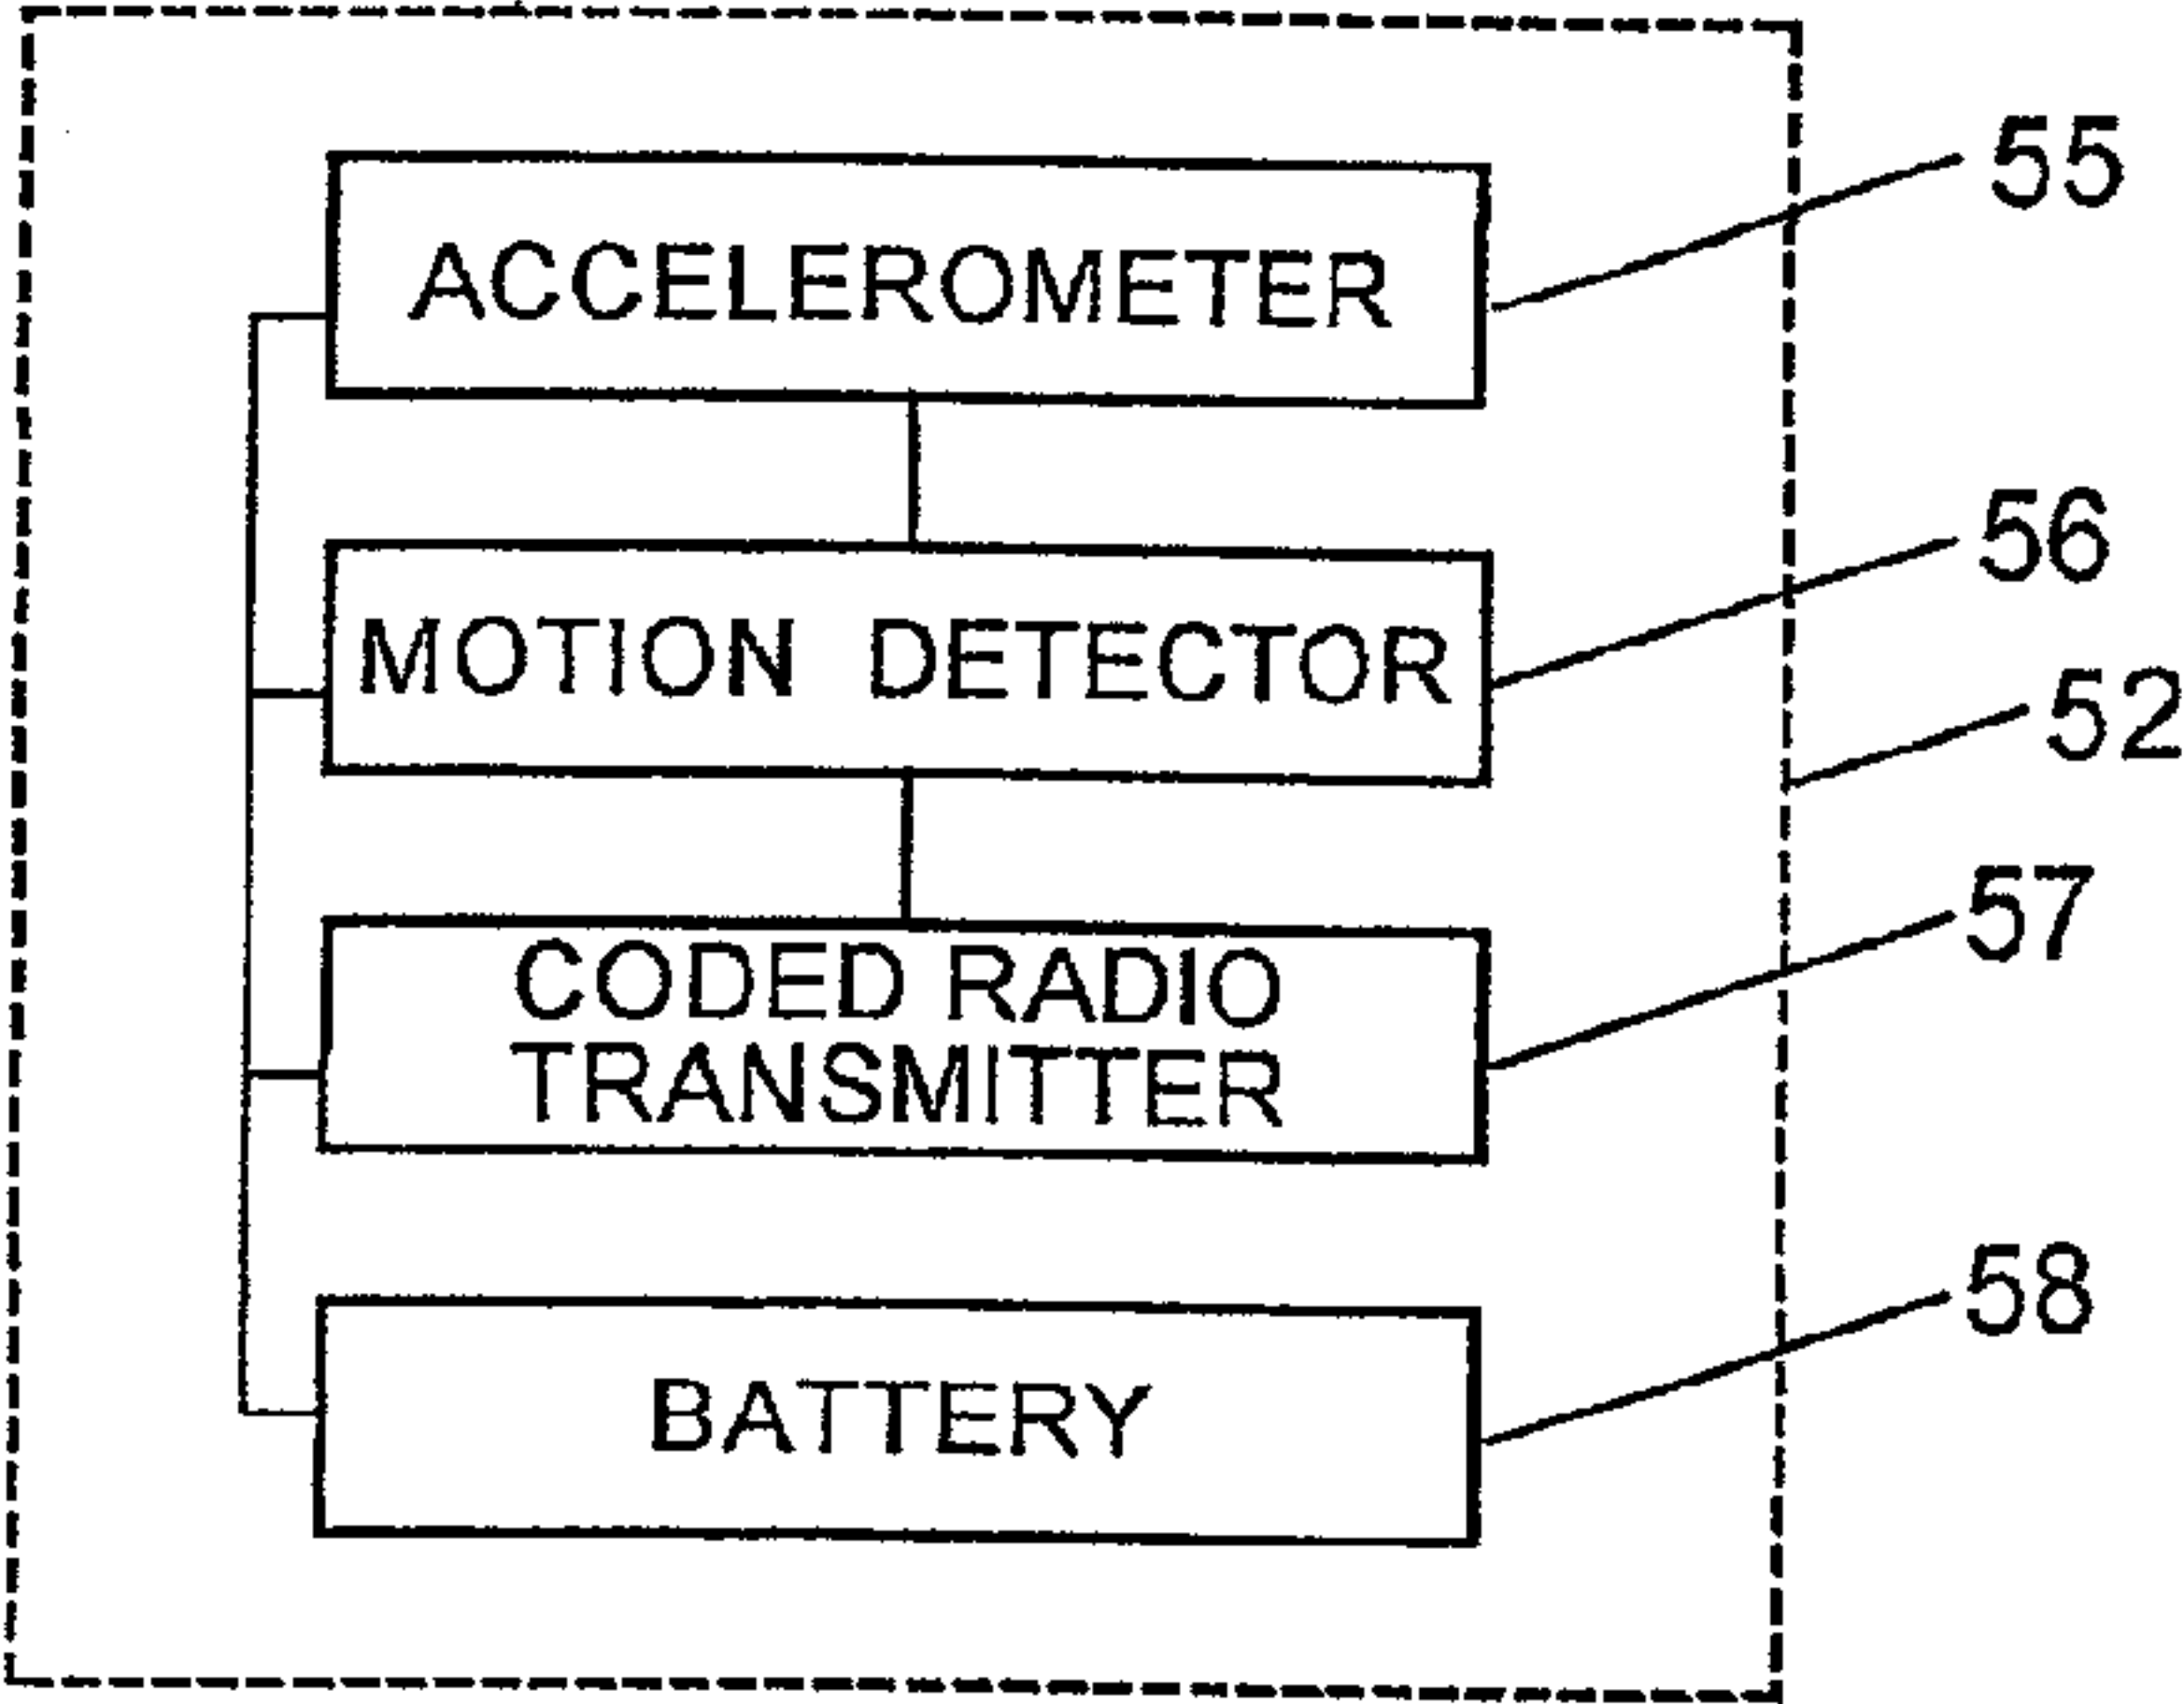 ACCELEROMETER
55
MOTION DETECTOR
56
52
CODED RADIO
TRANSMITTER
57
BATTERY
58